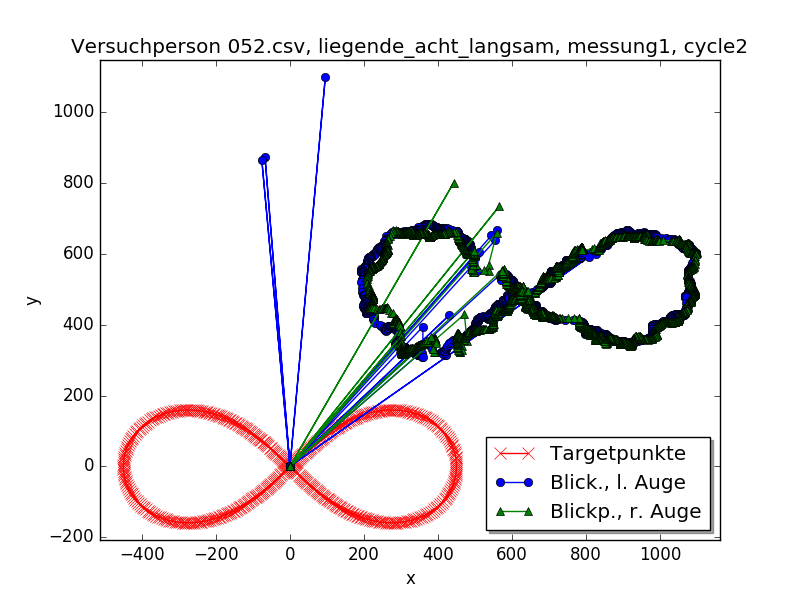 Versuchperson 052.csv, liegende_acht_langsam, messung1, cycle2
1000
800
600
400
200
0
−200
y
−400
−200
0
200
400
600
800
1000
x
Targetpunkte
Blick., l. Auge
Blickp., r. Auge